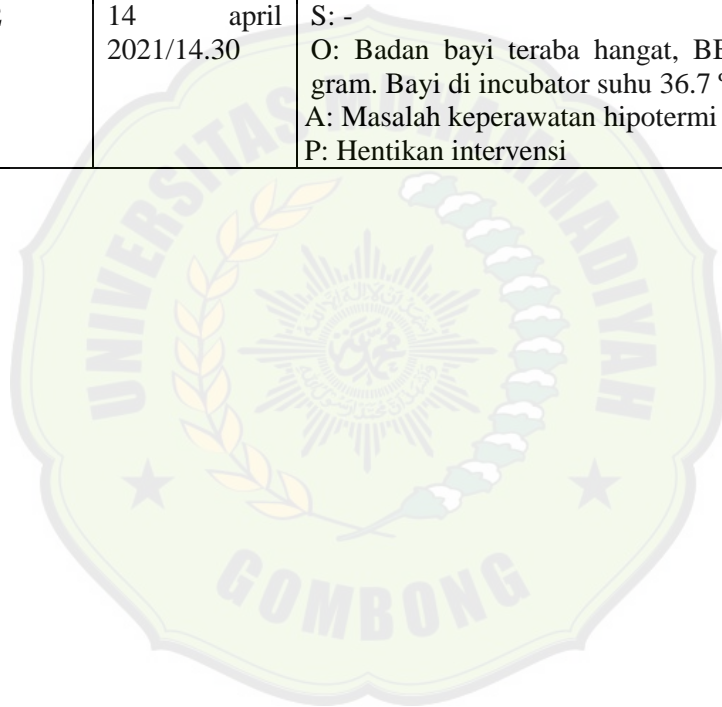 14 april
2021/14.30
S: -
O: Badan bayi teraba hangat,
gram. Bayi di incubator suhu 36.7
A: Masalah keperawatan hipotermi
P: Hentikan intervensi
UNIVERSITAS MUHAMMADIYAH
GOMBONG